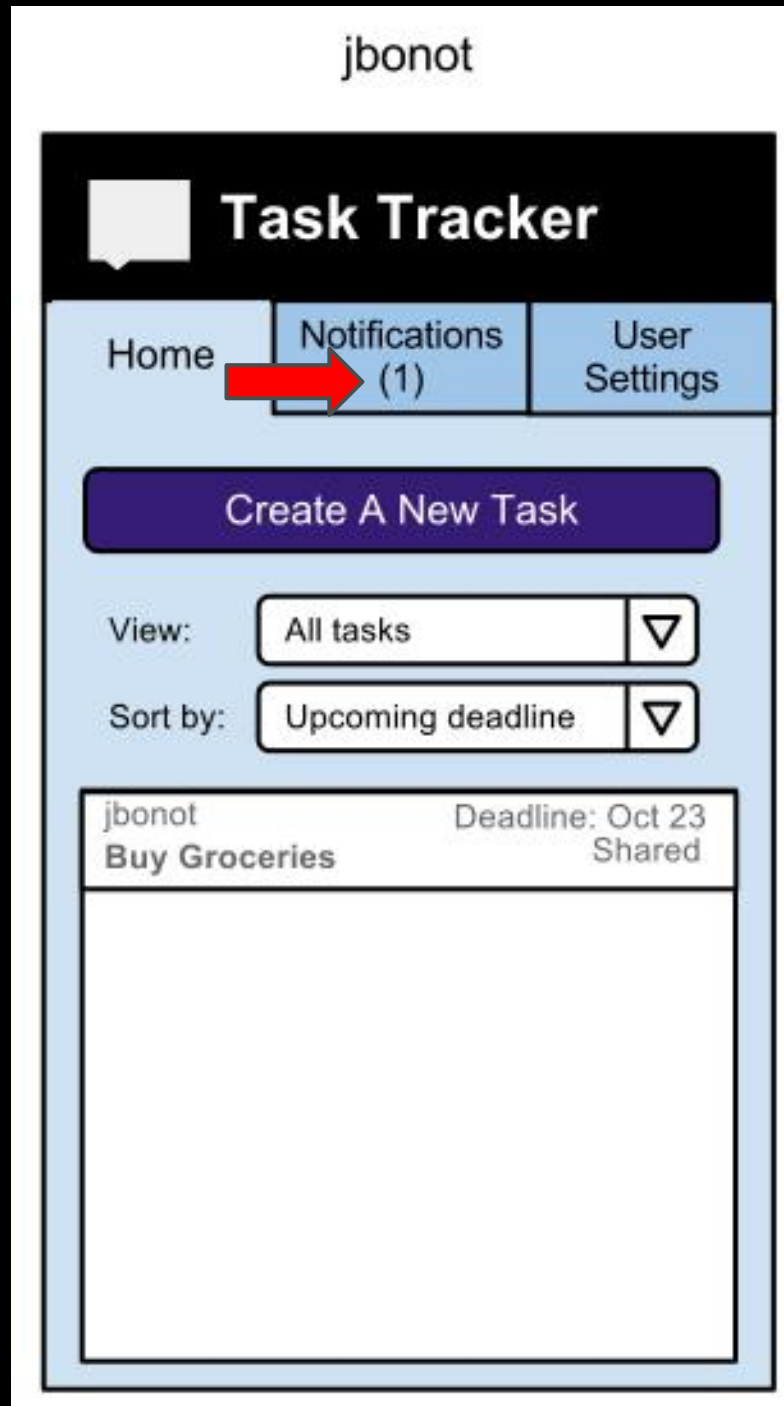 jbonot
Task Tracker
Home
Notifications
(1)
User
Settings
Create A New Task
View:
All tasks
Sort by:
Upcoming deadline
jbonot
Deadline: Oct 23
Buy Groceries
Shared